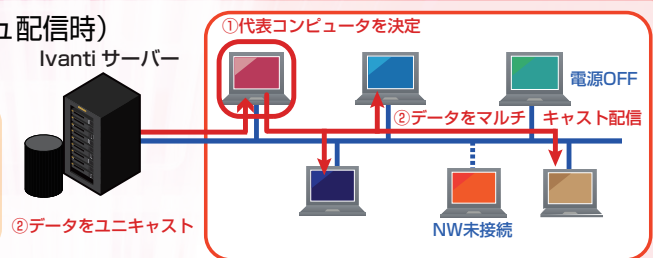 ュ配信時）
Ivanti サーバー
①代表コンピュータを決定
電源OFF
②データをマルチ キャスト配信
②データをユニキャスト
NW未接続